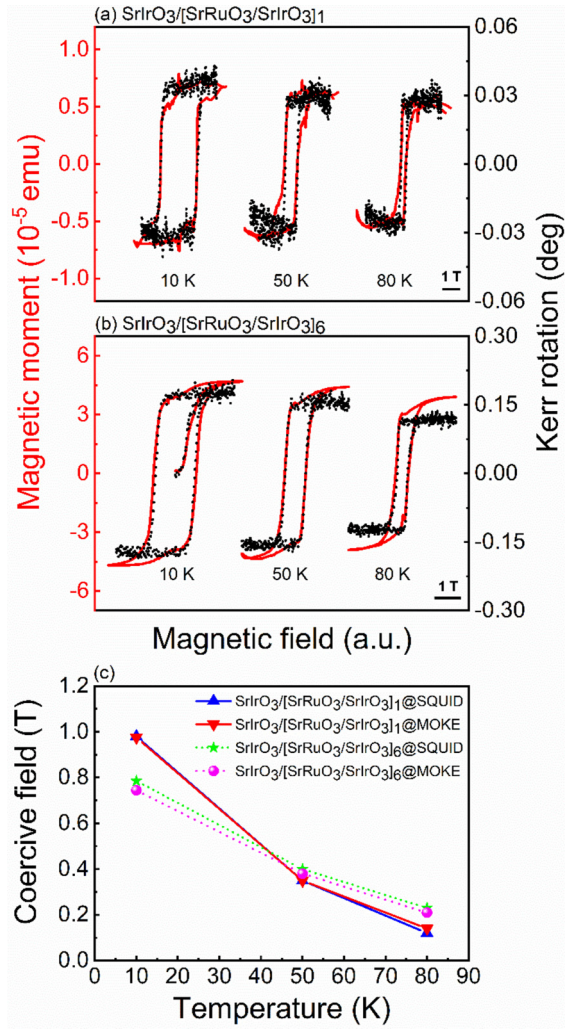 (a) SrIrO3/[SrRuO3/SrIrO3]1
1.0
0.5
0.0
-0.5
-1.0
0.06
0.03
0.00
-0.03
-0.06
10 K
50 K
80 K
1 T
(b) SrIrO3/[SrRuO3/SrIrO3]6
6
3
0
-3
-6
0.30
0.15
0.00
-0.15
-0.30
10 K
50 K
80 K
1 T
Magnetic moment (10-5 emu)
Kerr rotation (deg)
Magnetic field (a.u.)
(c)
SrIrO3/[SrRuO3/SrIrO3]1@SQUID
SrIrO3/[SrRuO3/SrIrO3]1@MOKE
SrIrO3/[SrRuO3/SrIrO3]6@SQUID
SrIrO3/[SrRuO3/SrIrO3]6@MOKE
1.2
1.0
0.8
0.6
0.4
0.2
0.0
Coercive field (T)
0 10 20 30 40 50 60 70 80 90
Temperature (K)